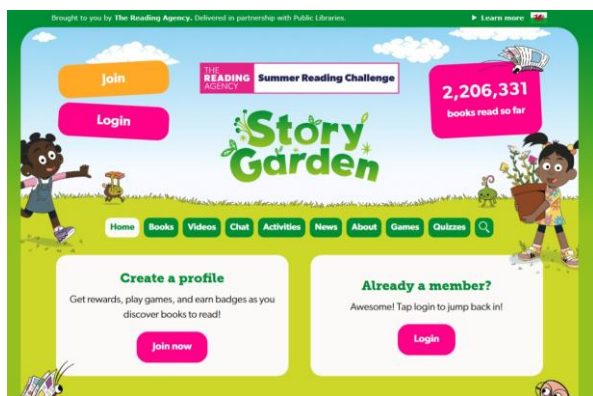 Brought to you by The Reading Agency. Delivered in partnership with Public Libraries.
Learn more
Join
Login
THE
READING
AGENCY
Summer Reading Challenge
2,206,331
books read so far
Story
Garden
Home
Books
Videos
Chat
Activities
News
About
Games
Quizzes
Create a profile
Get rewards, play games, and earn badges as you
discover books to read!
Join now
Already a member?
Awesome! Tap login to jump back in!
Login